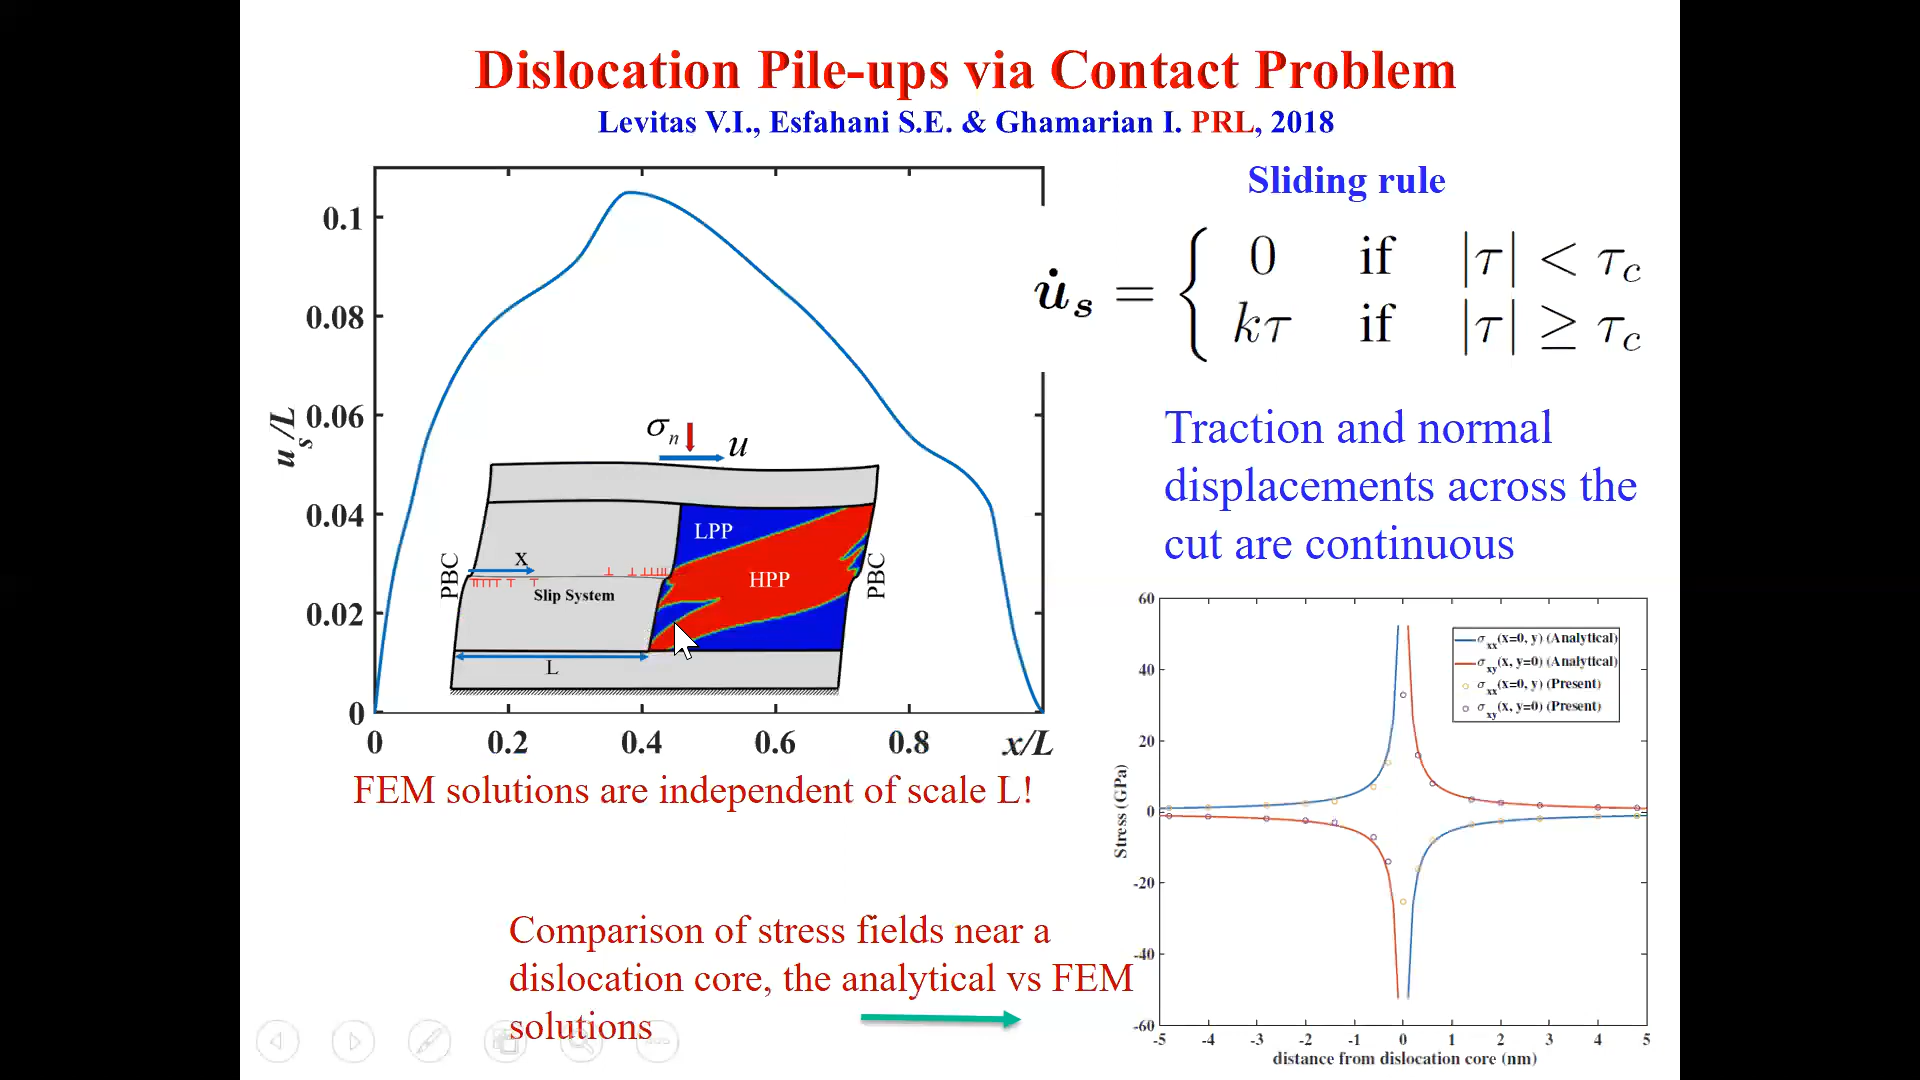 Dislocation Pile-ups via Contact Problem
Levitas V.I., Esfahani S.E. & Ghamarian I. PRL, 2018
Sliding rule
u̇s = { 0 if |τ| < τc
kτ if |τ| ≥ τc
Traction and normal
displacements across the
cut are continuous
us/L
0.1
0.08
0.06
0.04
0.02
0
0 0.2 0.4 0.6 0.8 x/L
σn u
LPP
HPP
PBC
x
Slip System
PBC
L
FEM solutions are independent of scale L!
Comparison of stress fields near a
dislocation core, the analytical vs FEM
solutions
Stress (GPa)
60
40
20
0
-20
-40
-60
-5 -4 -3 -2 -1 0 1 2 3 4 5
distance from dislocation core (nm)
σxx(x=0, y) (Analytical)
σxy(x, y=0) (Analytical)
σxx(x=0, y) (Present)
σxy(x, y=0) (Present)